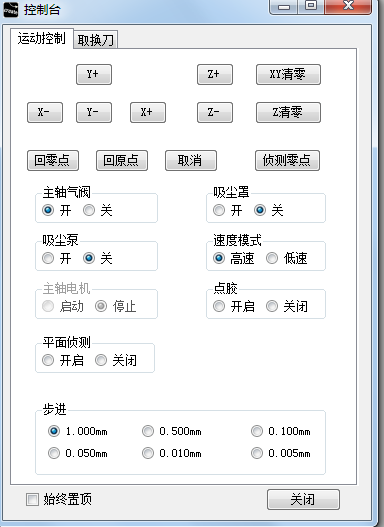 控制台
运动控制 取换刀
Y+ Z+ XY清零
X- Y- X+ Z- Z清零
回零点 回原点 取消 侦测零点
主轴气阀 吸尘罩
开 关 开 关
吸尘泵 速度模式
开 关 高速 低速
主轴电机 点胶
启动 停止 开启 关闭
平面侦测
开启 关闭
步进
1.000mm 0.500mm 0.100mm
0.050mm 0.010mm 0.005mm
始终置顶 关闭